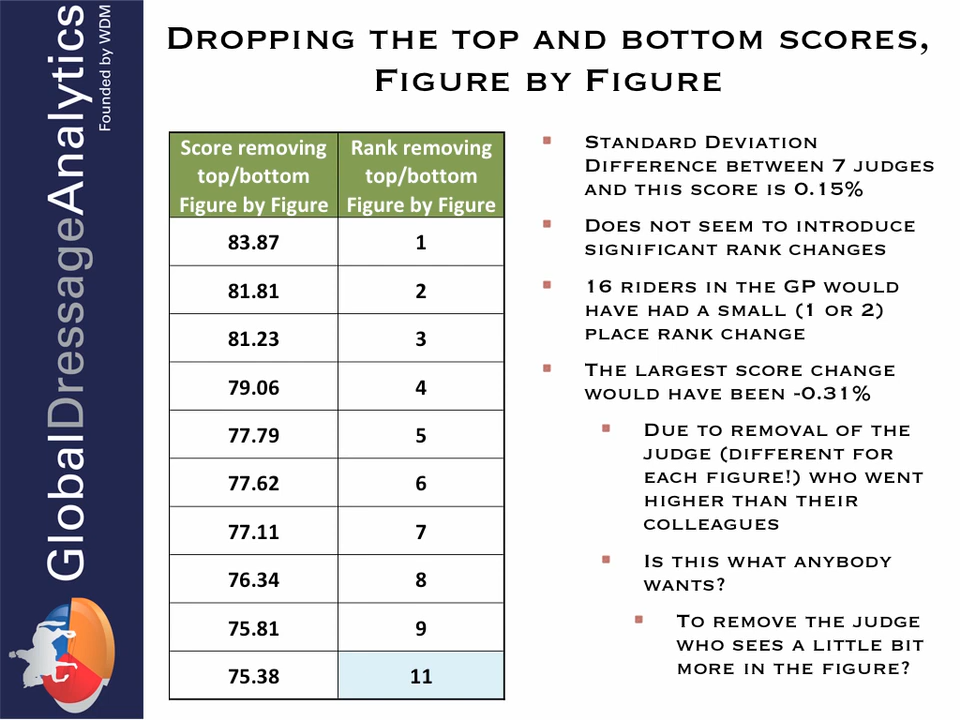 GlobalDressageAnalytics
Founded by WDM
Dropping the top and bottom scores,
Figure by Figure
Score removing top/bottom Figure by Figure Rank removing top/bottom Figure by Figure
83.87 1
81.81 2
81.23 3
79.06 4
77.79 5
77.62 6
77.11 7
76.34 8
75.81 9
75.38 11
Standard Deviation
Difference between 7 judges
and this score is 0.15%
Does not seem to introduce
significant rank changes
16 riders in the GP would
have had a small (1 or 2)
place rank change
The largest score change
would have been -0.31%
Due to removal of the
judge (different for
each figure!) who went
higher than their
colleagues
Is this what anybody
wants?
To remove the judge
who sees a little bit
more in the figure?